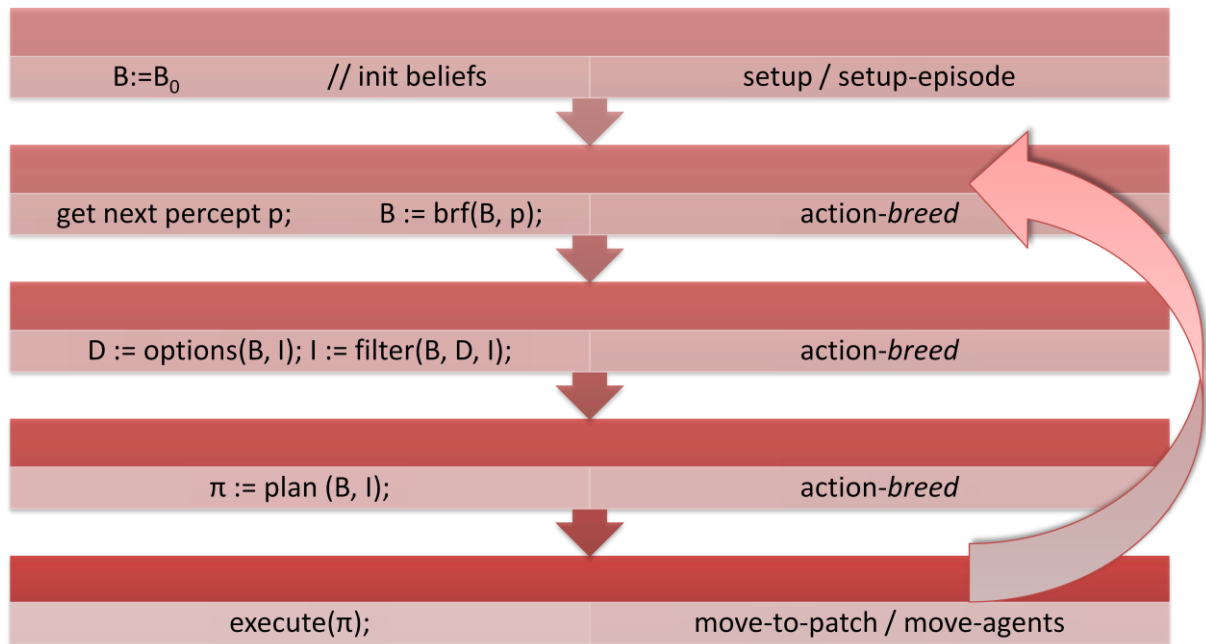 B:=B₀ // init beliefs setup / setup-episode
get next percept p; B := brf(B, p); action-breed
D := options(B, I); I := filter(B, D, I); action-breed
π := plan (B, I); action-breed
execute(π); move-to-patch / move-agents